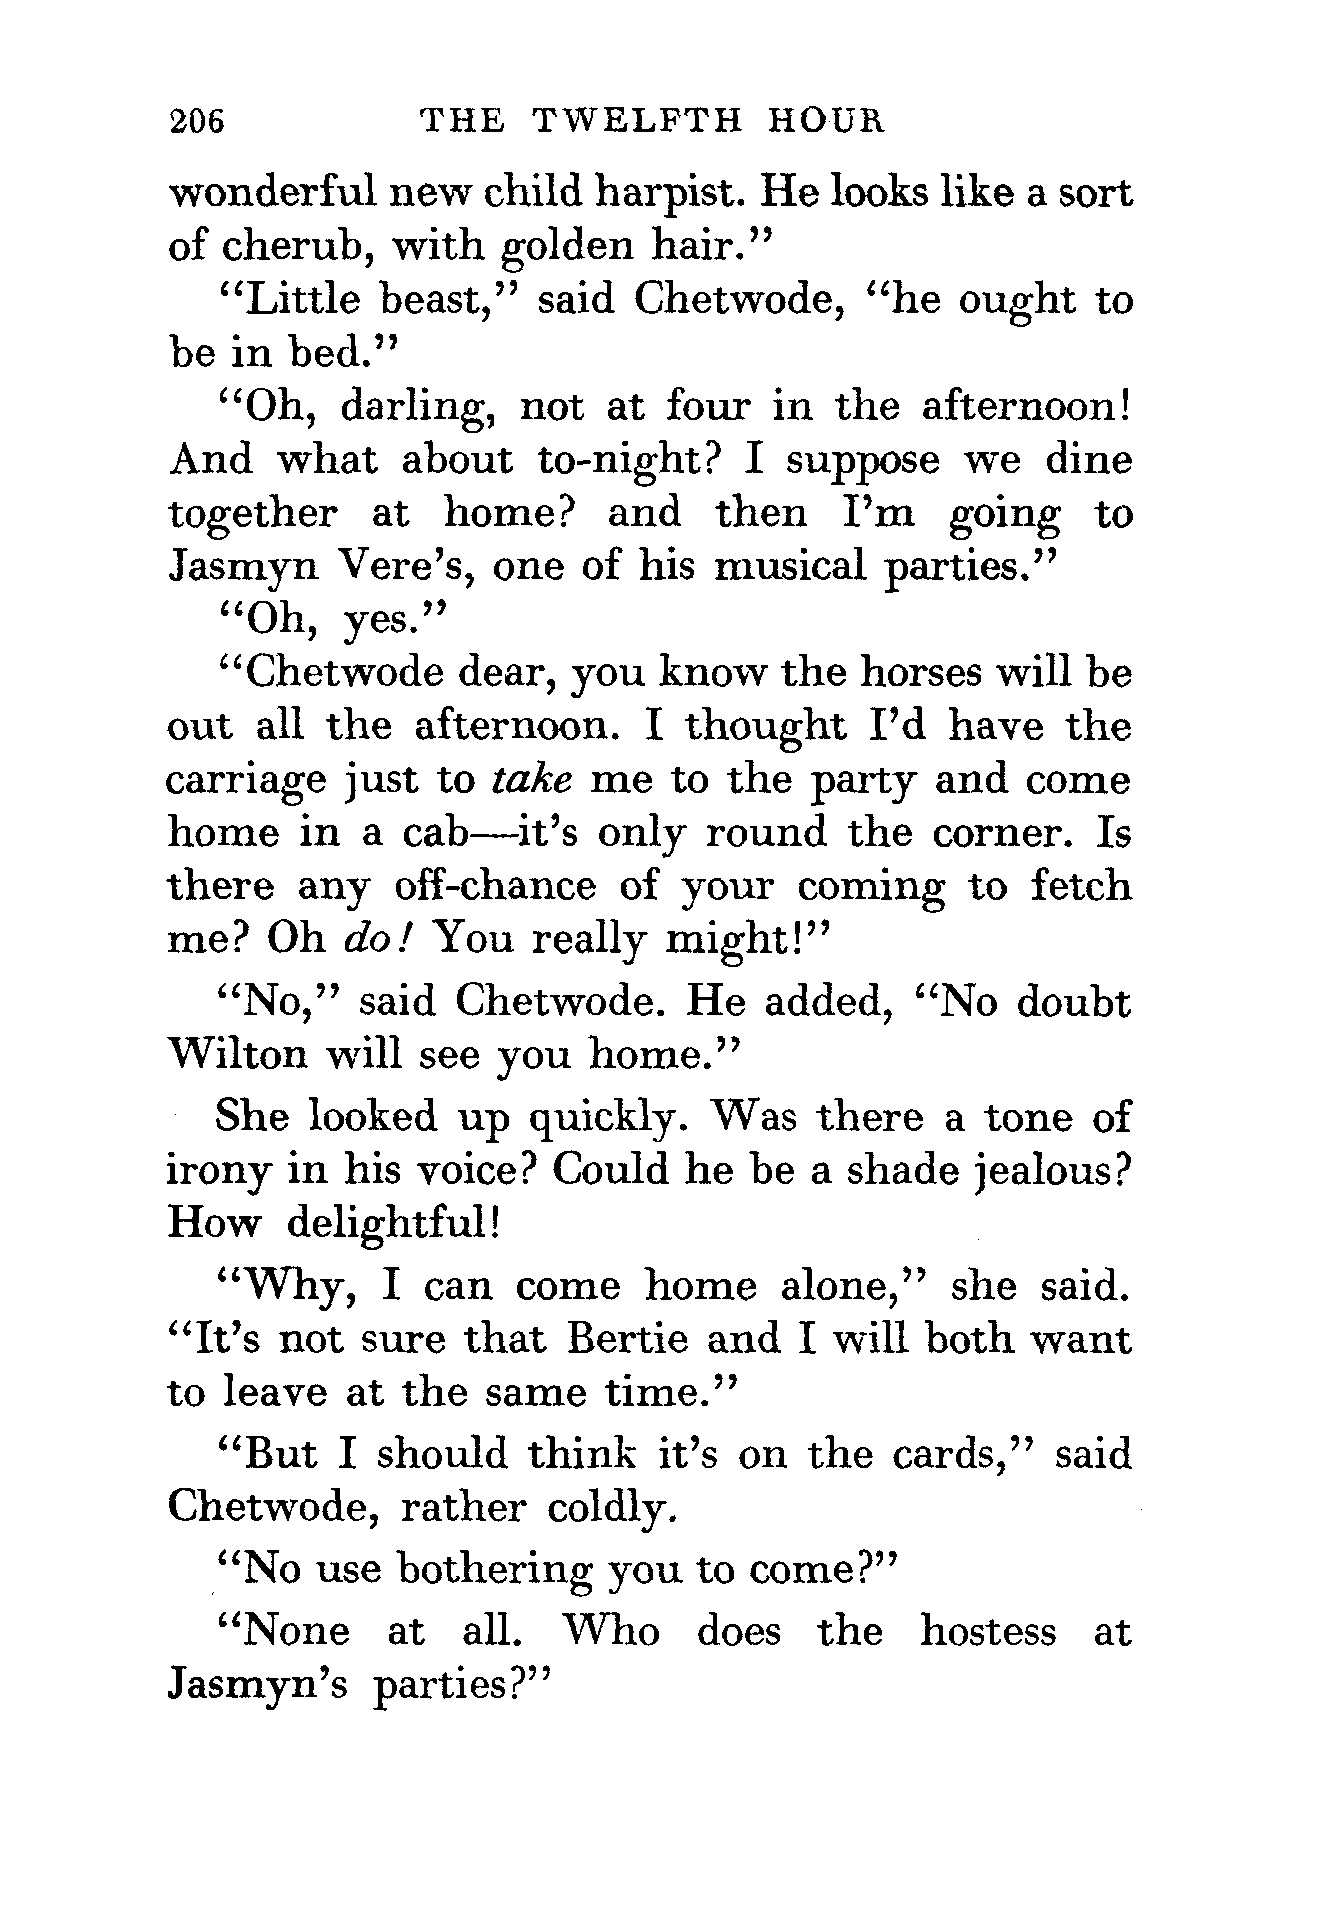 206 THE TWELFTH HOUR
wonderful new child harpist. He looks like a sort
of cherub, with golden hair."
"Little beast," said Chetwode, "he ought to
be in bed."
"Oh, darling, not at four in the afternoon!
And what about to-night? I suppose we dine
together at home? and then I'm going to
Jasmyn Vere's, one of his musical parties."
"Oh, yes."
"Chetwode dear, you know the horses will be
out all the afternoon. I thought I'd have the
carriage just to take me to the party and come
home in a cab—it's only round the corner. Is
there any off-chance of your coming to fetch
me? Oh do! You really might!"
"No," said Chetwode. He added, "No doubt
Wilton will see you home."
She looked up quickly. Was there a tone of
irony in his voice? Could he be a shade jealous?
How delightful!
"Why, I can come home alone," she said.
"It's not sure that Bertie and I will both want
to leave at the same time."
"But I should think it's on the cards," said
Chetwode, rather coldly.
"No use bothering you to come?"
"None at all. Who does the hostess at
Jasmyn's parties?"